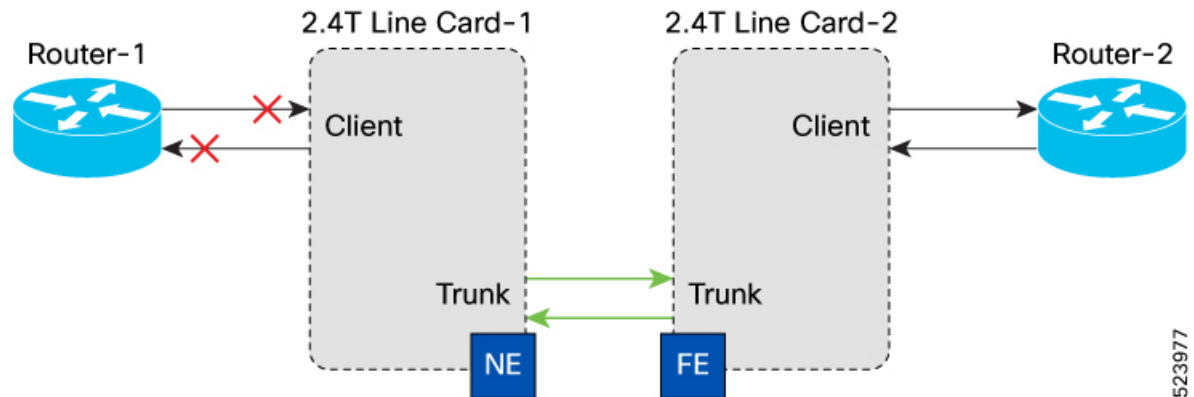 2.4T Line Card-1
2.4T Line Card-2
Router-1
Router-2
Client
Client
Trunk
Trunk
NE
FE
523977